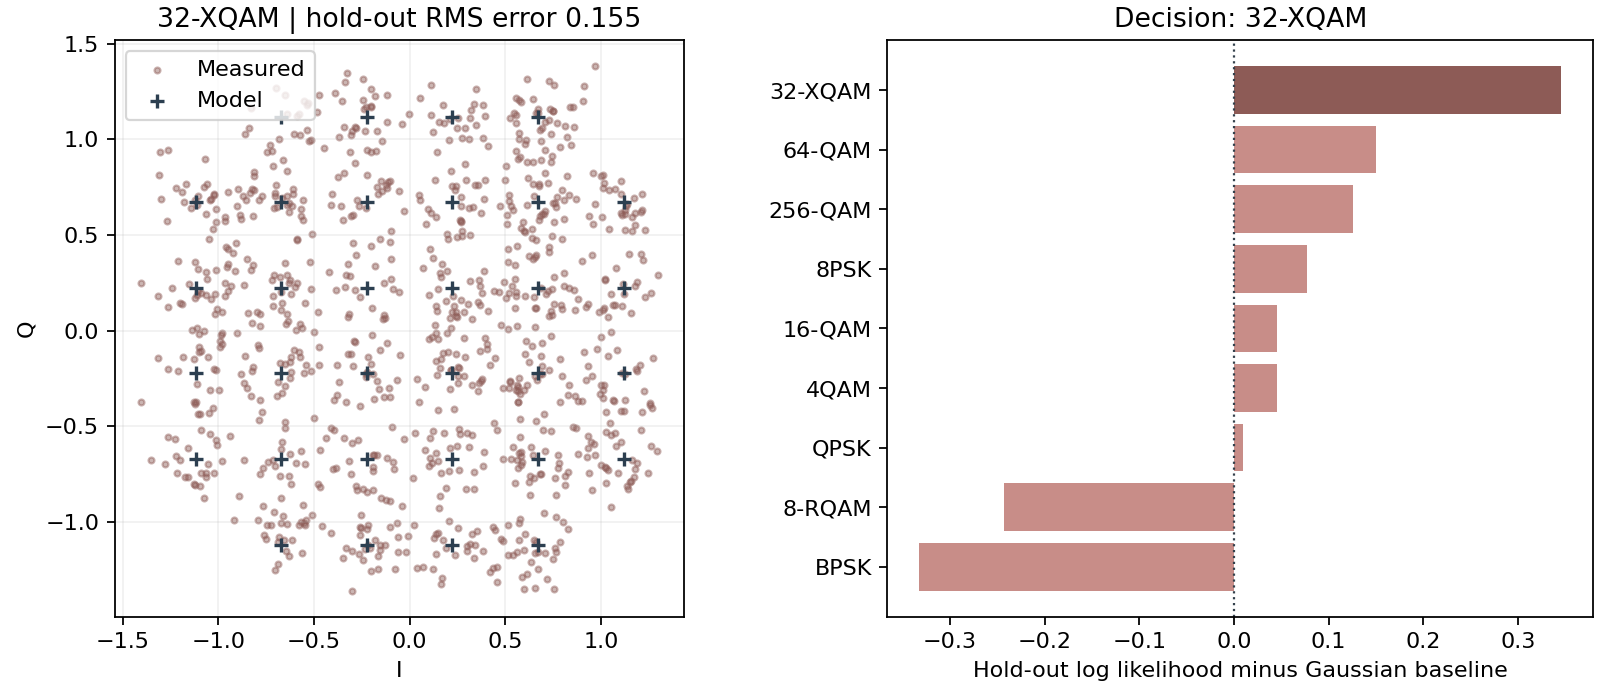 32-XQAM | hold-out RMS error 0.155
Measured
Model
1.5
1.0
0.5
0.0
−0.5
−1.0
Q
−1.5
−1.0
−0.5
0.0
0.5
1.0
I
Decision: 32-XQAM
32-XQAM
64-QAM
256-QAM
8PSK
16-QAM
4QAM
QPSK
8-RQAM
BPSK
−0.3
−0.2
−0.1
0.0
0.1
0.2
0.3
Hold-out log likelihood minus Gaussian baseline